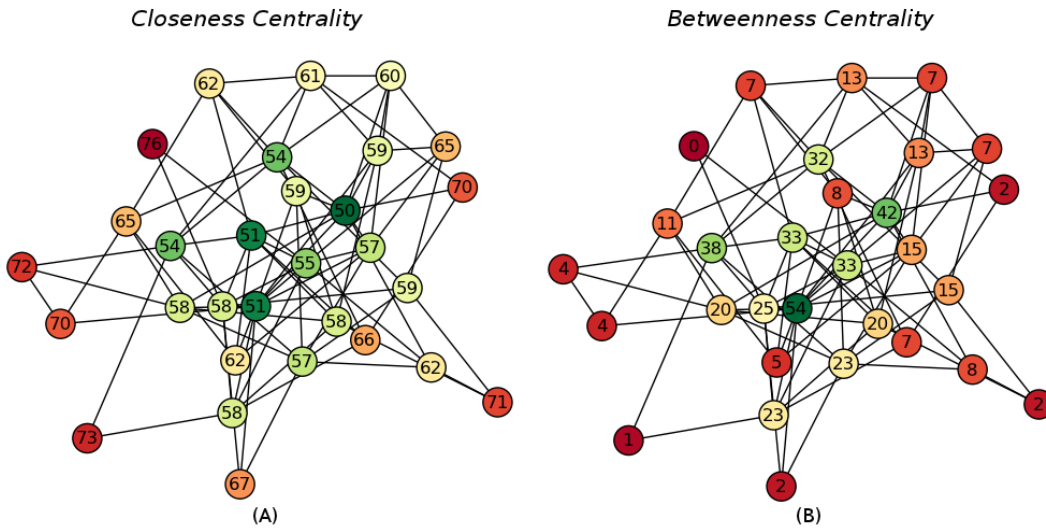 Closeness Centrality
Betweenness Centrality
62 61 60
7 13 7
76 54 59 65
0 32 13 7
59 70
8 2
65 54 51 50 57
11 38 33 42 15
72 55 59
4 33 15
70 58 58 51 58 66
4 20 25 54 20 7
62 57 62
5 23 8
58 71
23 2
73
1
67
2
(A)
(B)